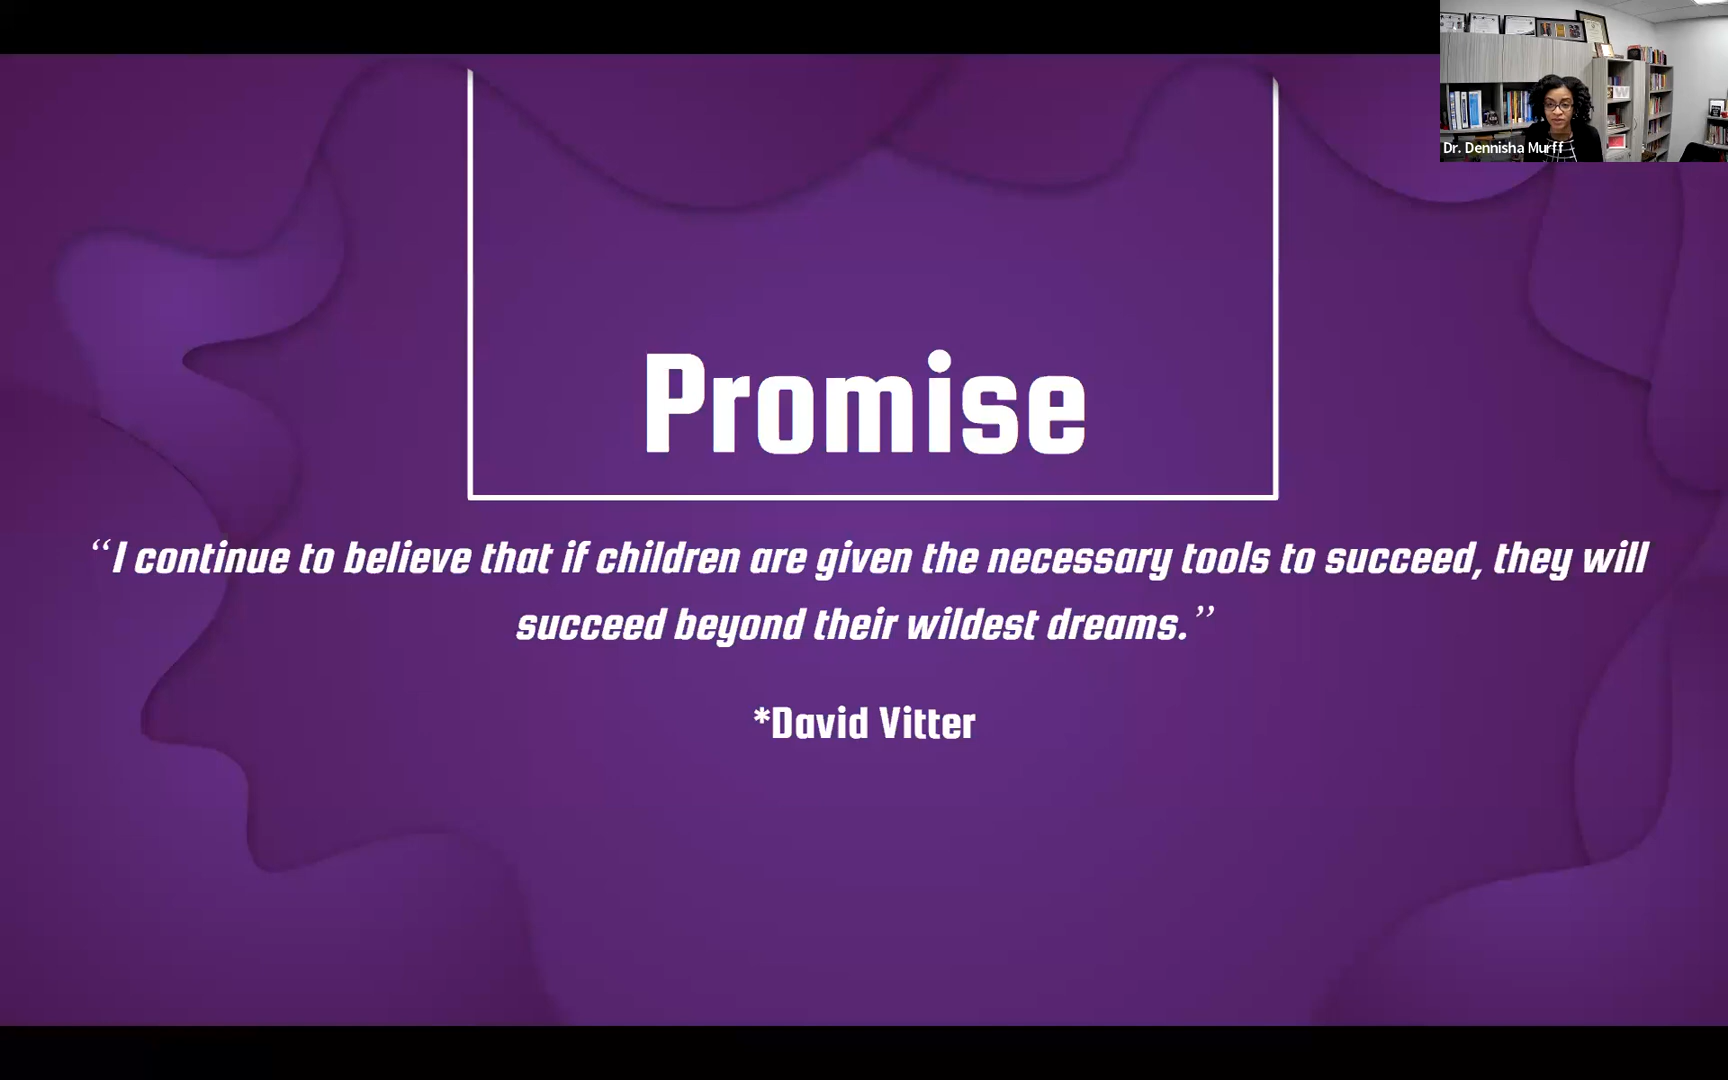 Dr. Dennisha Murff
Promise
“I continue to believe that if children are given the necessary tools to succeed, they will
succeed beyond their wildest dreams.”
*David Vitter